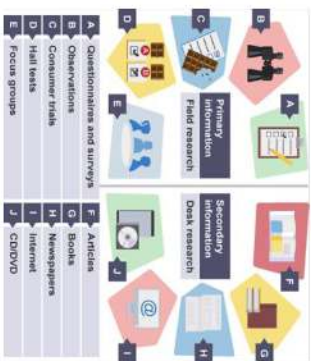 A
B
C
D
E
Primary
information
Field research
A Questionnaires and surveys
B Observations
C Consumer trials
D Hall tests
E Focus groups
F
G
H
I
J
Secondary
information
Desk research
F Articles
G Books
H Newspapers
I Internet
J CD/DVD